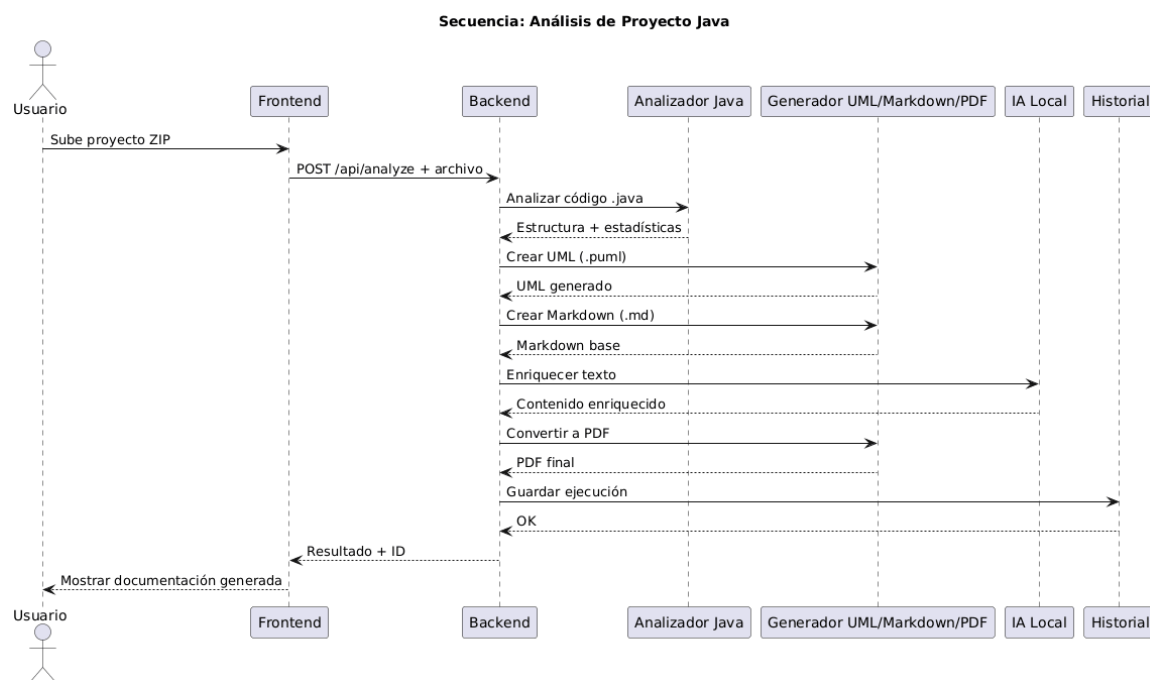 Secuencia: Análisis de Proyecto Java
Usuario
Frontend
Backend
Analizador Java
Generador UML/Markdown/PDF
IA Local
Historial
Sube proyecto ZIP
POST /api/analyze + archivo
Analizar código .java
Estructura + estadísticas
Crear UML (.puml)
UML generado
Crear Markdown (.md)
Markdown base
Enriquecer texto
Contenido enriquecido
Convertir a PDF
PDF final
Guardar ejecución
OK
Resultado + ID
Mostrar documentación generada
Usuario
Frontend
Backend
Analizador Java
Generador UML/Markdown/PDF
IA Local
Historial